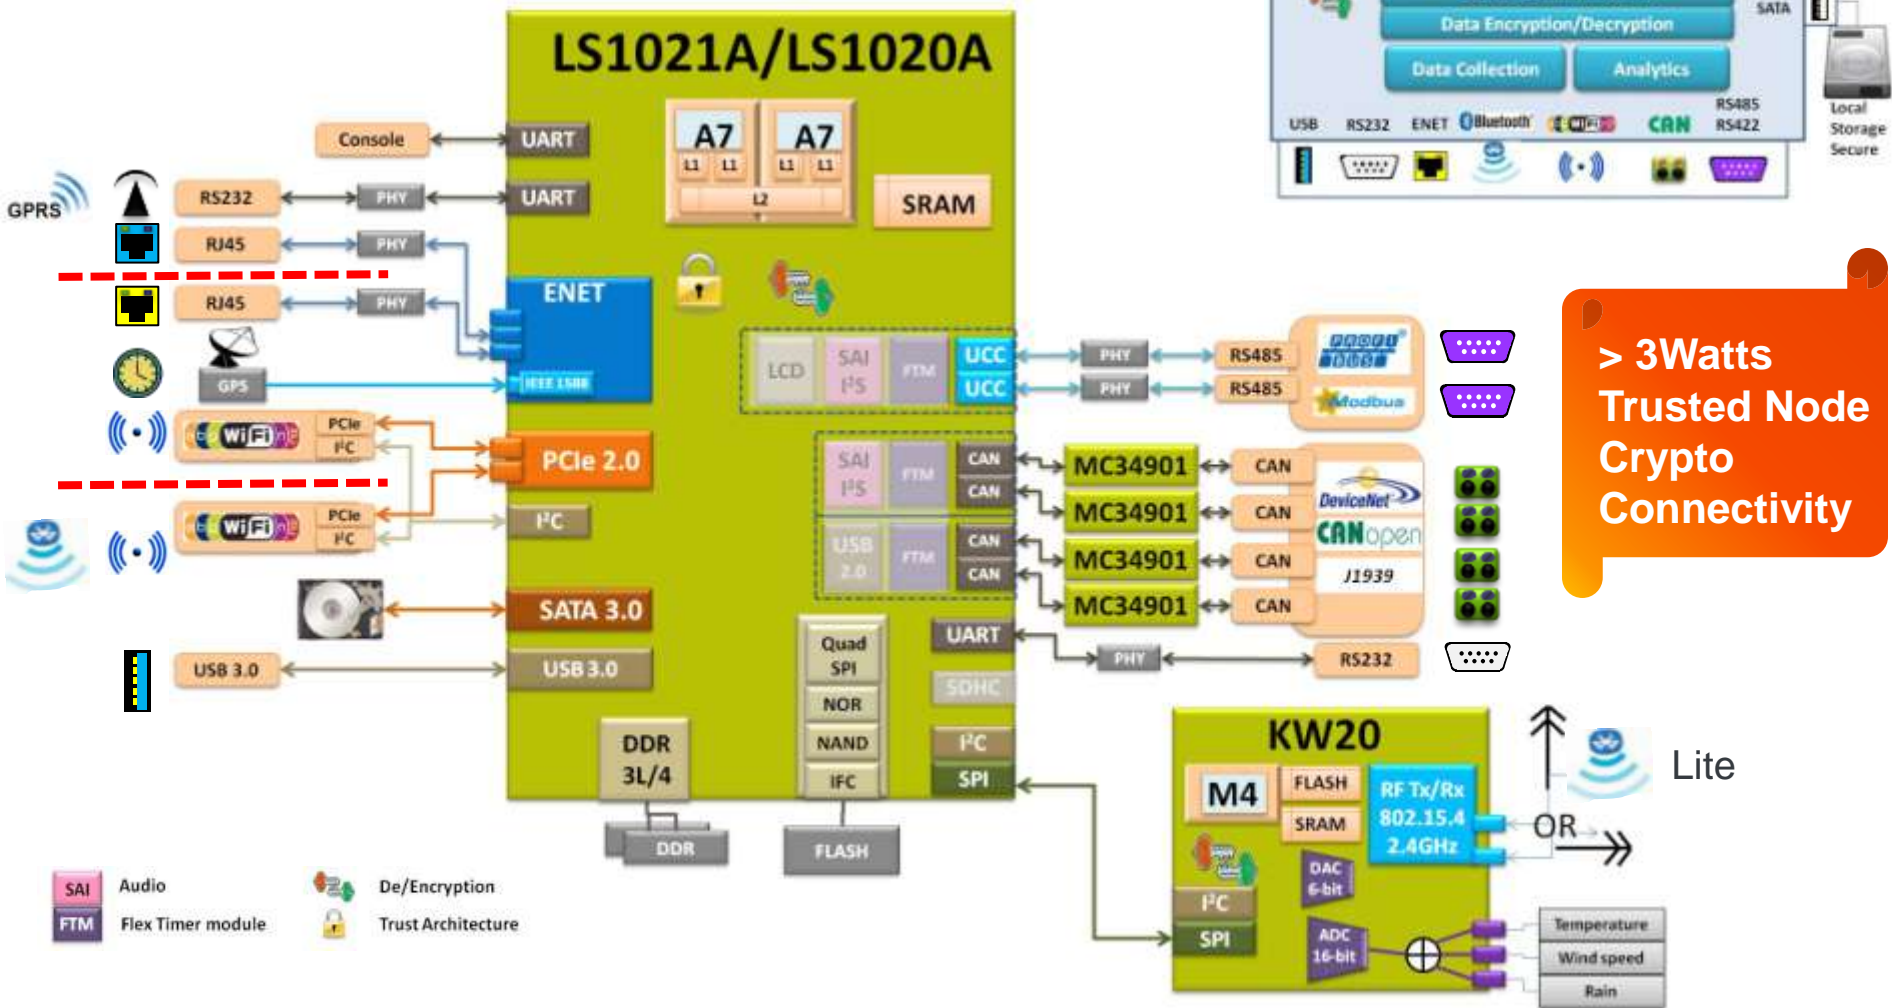 LS1021A/LS1020A
A7
A7
L1
L1
L1
L1
L2
SRAM
Console
UART
GPRS
RS232
PHY
UART
RJ45
PHY
RJ45
PHY
ENET
IEEE 1588
GPS
WiFi
PCIe
I²C
PCIe 2.0
WiFi
PCIe
I²C
I²C
SATA 3.0
USB 3.0
USB 3.0
DDR
3L/4
DDR
Quad
SPI
NOR
NAND
IFC
FLASH
LCD
SAI
I²S
FTM
UCC
UCC
PHY
RS485
PHY
RS485
PROFI
BUS
Modbus
SAI
I²S
FTM
CAN
CAN
USB
2.0
FTM
CAN
CAN
MC34901
CAN
MC34901
CAN
MC34901
CAN
MC34901
CAN
DeviceNet
CANopen
J1939
UART
PHY
RS232
SDHC
I²C
SPI
Data Encryption/Decryption
Data Collection
Analytics
SATA
USB
RS232
ENET
Bluetooth
WiFi
CAN
RS485
RS422
Local
Storage
Secure
> 3Watts
Trusted Node
Crypto
Connectivity
KW20
M4
FLASH
SRAM
RF Tx/Rx
802.15.4
2.4GHz
DAC
6-bit
I²C
SPI
ADC
16-bit
OR
Lite
Temperature
Wind speed
Rain
SAI
Audio
FTM
Flex Timer module
De/Encryption
Trust Architecture